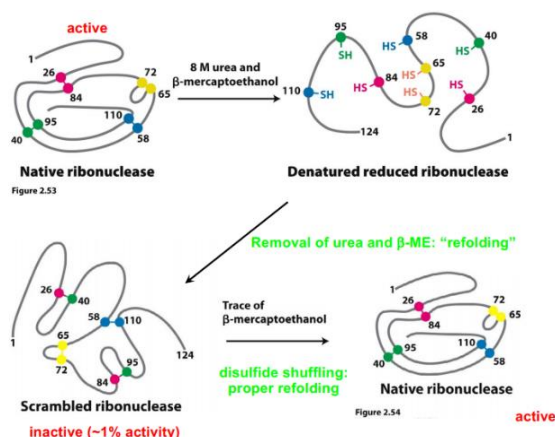 active
1
26
84
72
65
95
40
110
58
Native ribonuclease
Figure 2.53
8 M urea and
β-mercaptoethanol
95
SH
110
SH
HS
84
HS
58
HS
65
HS
72
HS
40
HS
26
1
124
Denatured reduced ribonuclease
Removal of urea and β-ME: “refolding”
26
40
1
58
110
65
72
95
84
124
Scrambled ribonuclease
inactive (~1% activity)
Trace of
β-mercaptoethanol
disulfide shuffling:
proper refolding
1
26
84
72
65
95
40
110
58
Native ribonuclease
Figure 2.54
active